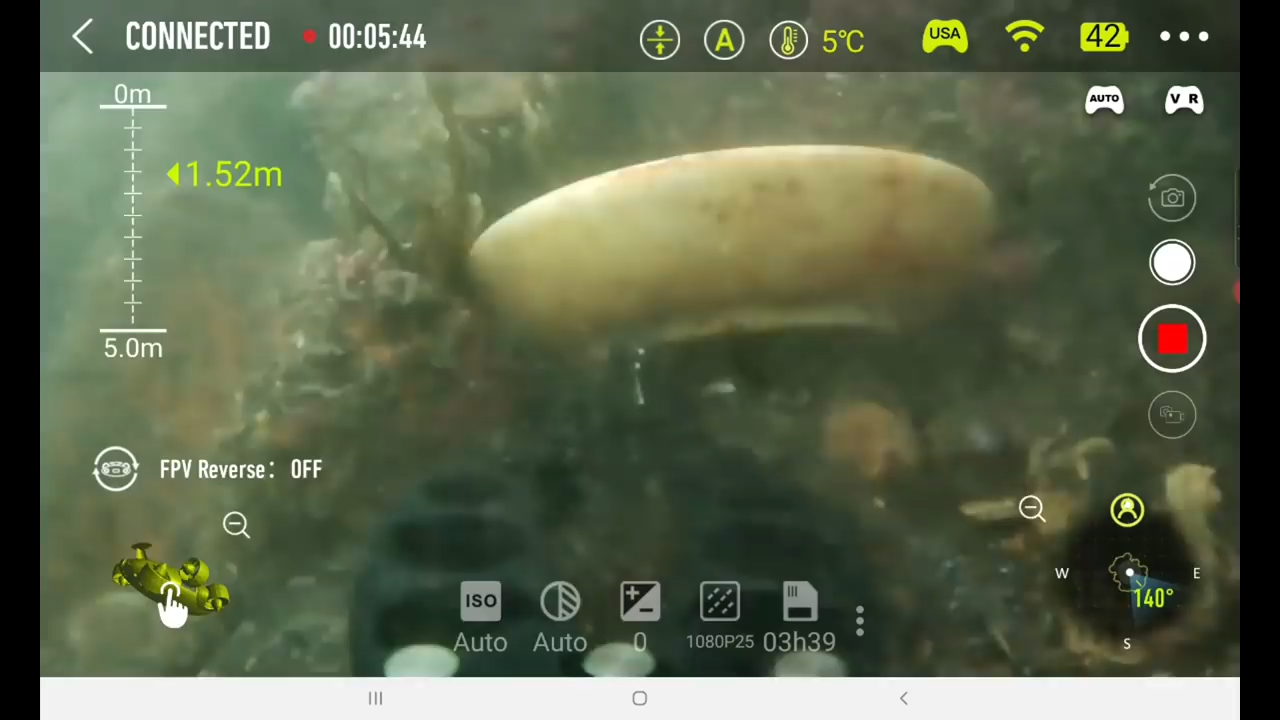 CONNECTED 00:05:44 A 5°C USA 42
0m
AUTO VR
1.52m
5.0m
FPV Reverse: OFF
W E
140°
S
ISO
Auto Auto 0 1080P25 03h39